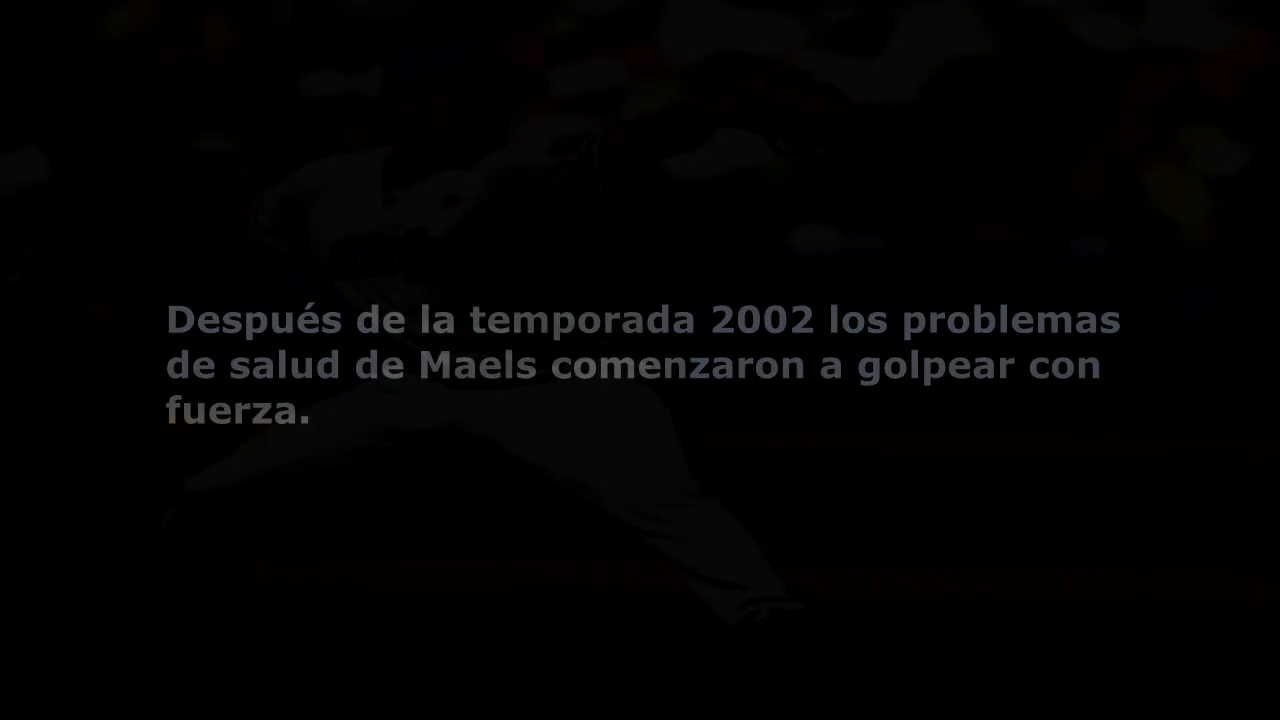 Después de la temporada 2002 los problemas
de salud de Maels comenzaron a golpear con
fuerza.